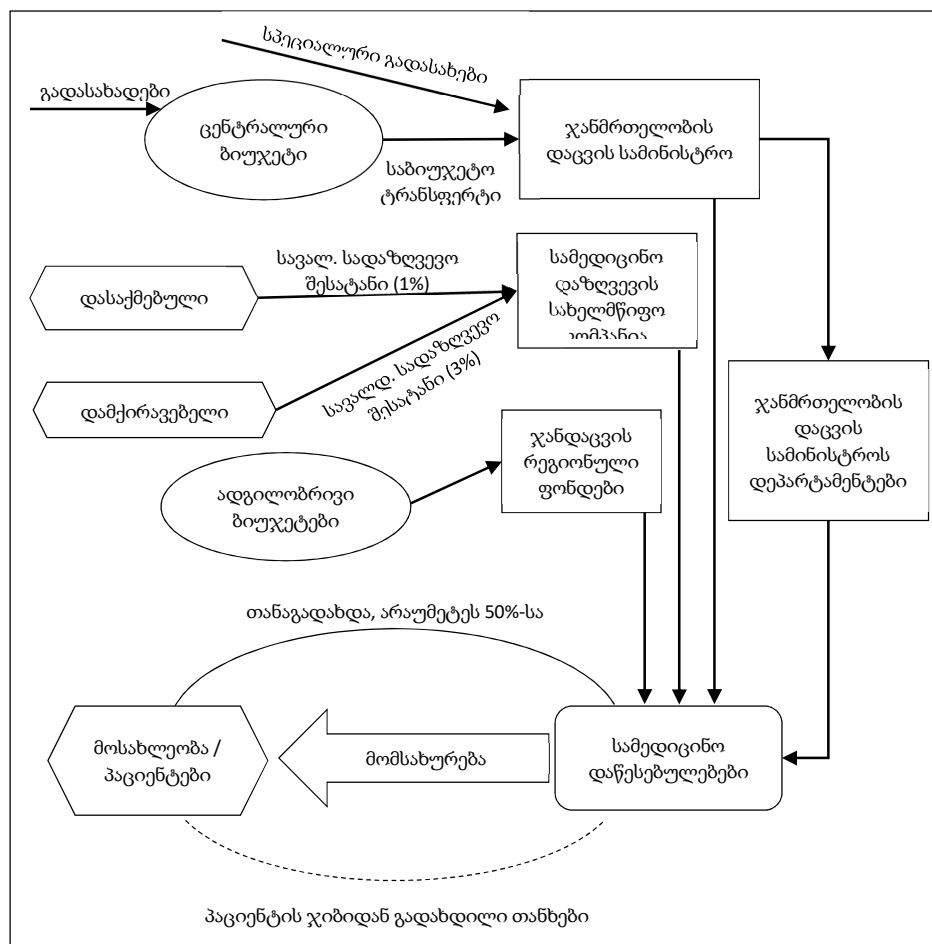 სპეციალური გადასახები
გადასახადები
ცენტრალური
ბიუჯეტი
ჯანმრთელობის
დაცვის სამინისტრო
საბიუჯეტო
ტრანსფერტი
სავალ. სადაზღვევო
შესატანი (1%)
სამედიცინო
დაზღვევის
სახელმწიფო
კომპანია
დასაქმებული
სავალდ. სადაზღვევო
შესატანი (3%)
დამქირავებელი
ჯანმრთელობის
დაცვის
სამინისტროს
დეპარტამენტები
ჯანდაცვის
რეგიონული
ფონდები
ადგილობრივი
ბიუჯეტები
თანაგადახდა, არაუმეტეს 50%-სა
მოსახლეობა /
პაციენტები
მომსახურება
სამედიცინო
დაწესებულებები
პაციენტის ჯიბიდან გადახდილი თანხები